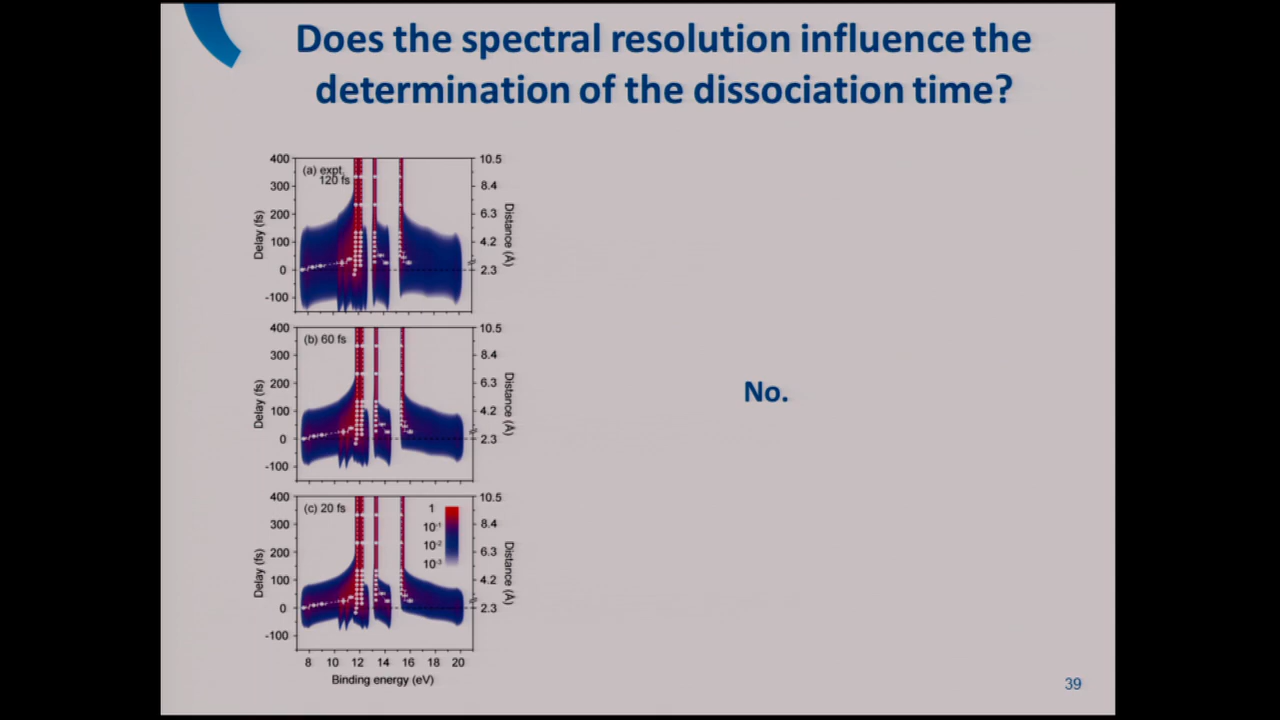 Does the spectral resolution influence the
determination of the dissociation time?
400
300
200
100
0
-100
Delay (fs)
(a) expt.
120 fs
10.5
8.4
6.3
4.2
2.3
Distance (Å)
400
300
200
100
0
-100
Delay (fs)
(b) 60 fs
10.5
8.4
6.3
4.2
2.3
Distance (Å)
No.
400
300
200
100
0
-100
Delay (fs)
(c) 20 fs
1
10⁻¹
10⁻²
10⁻³
10.5
8.4
6.3
4.2
2.3
Distance (Å)
8 10 12 14 16 18 20
Binding energy (eV)
39